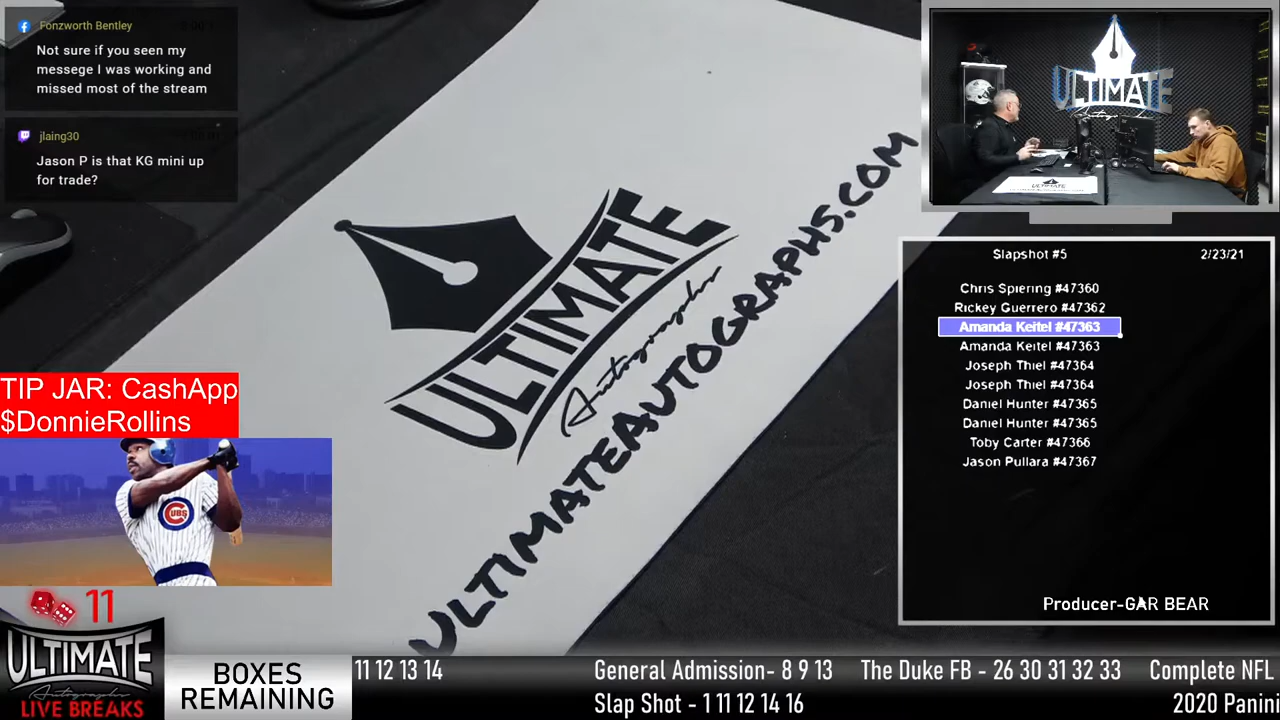 Fonzworth Bentley
Not sure if you seen my
messege I was working and
missed most of the stream
jlaing30
Jason P is that KG mini up
for trade?
ULTIMATE
Autographs
ULTIMATEAUTOGRAPHS.COM
ULTIMATE
Autographs
ULTIMATE
Slapshot #5 2/23/21
Chris Spiering #47360
Rickey Guerrero #47362
Amanda Keitel #47363
Amanda Keitel #47363
Joseph Thiel #47364
Joseph Thiel #47364
Daniel Hunter #47365
Daniel Hunter #47365
Toby Carter #47366
Jason Pullara #47367
Producer-GAR BEAR
TIP JAR: CashApp
$DonnieRollins
CUBS
11
ULTIMATE
Autographs
LIVE BREAKS
BOXES
REMAINING
11 12 13 14 General Admission- 8 9 13 The Duke FB - 26 30 31 32 33 Complete NFL
Slap Shot - 1 11 12 14 16 2020 Panini